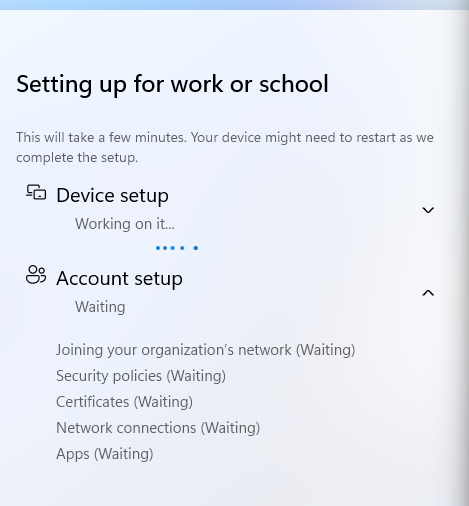 Setting up for work or school
This will take a few minutes. Your device might need to restart as we
complete the setup.
Device setup
Working on it...
Account setup
Waiting
Joining your organization's network (Waiting)
Security policies (Waiting)
Certificates (Waiting)
Network connections (Waiting)
Apps (Waiting)